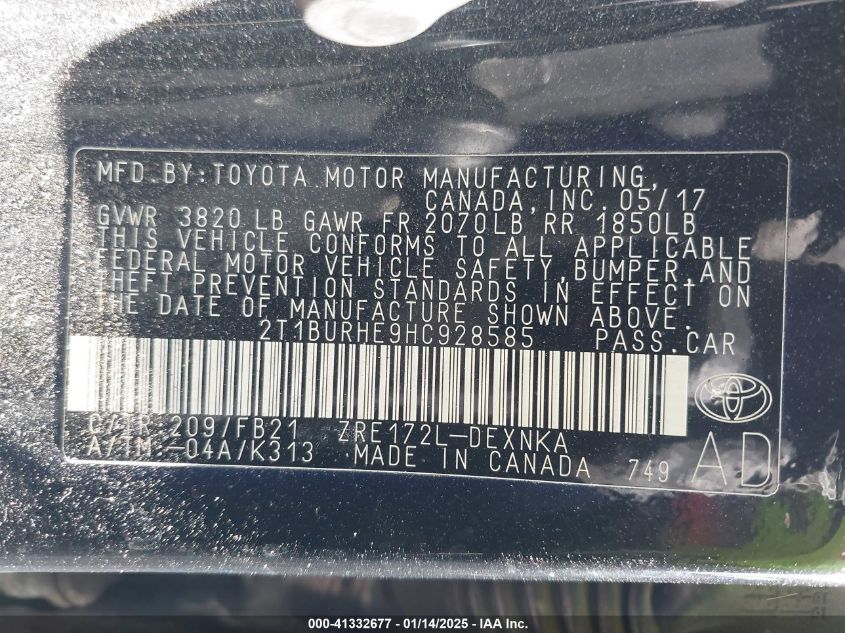 MFD.BY:TOYOTA MOTOR MANUFACTURING,
CANADA,INC.05/17
GVWR 3820 LB GAWR FR 2070LB RR 1850LB
THIS VEHICLE CONFORMS TO ALL APPLICABLE
FEDERAL MOTOR VEHICLE SAFETY,BUMPER,AND
THEFT PREVENTION STANDARDS IN EFFECT ON
THE DATE OF MANUFACTURE SHOWN ABOVE.
2T1BURHE9HC928585 PASS.CAR
C/TR 209/FB21 ZRE172L-DEXNKA
A/TM -04A/K313 MADE IN CANADA 749 AD
000-41332677 - 01/14/2025 - IAA Inc.